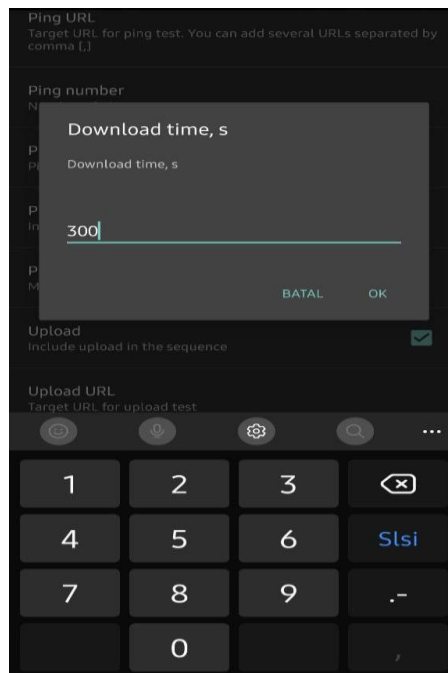 Ping URL
Target URL for ping test. You can add several URLs separated by
comma [,]
Ping number
N
Download time, s
P
Download time, s
P
In
300
P
M
BATAL OK
Upload
Include upload in the sequence
Upload URL
Target URL for upload test
1 2 3
4 5 6 Slsi
7 8 9 .-
0 ,